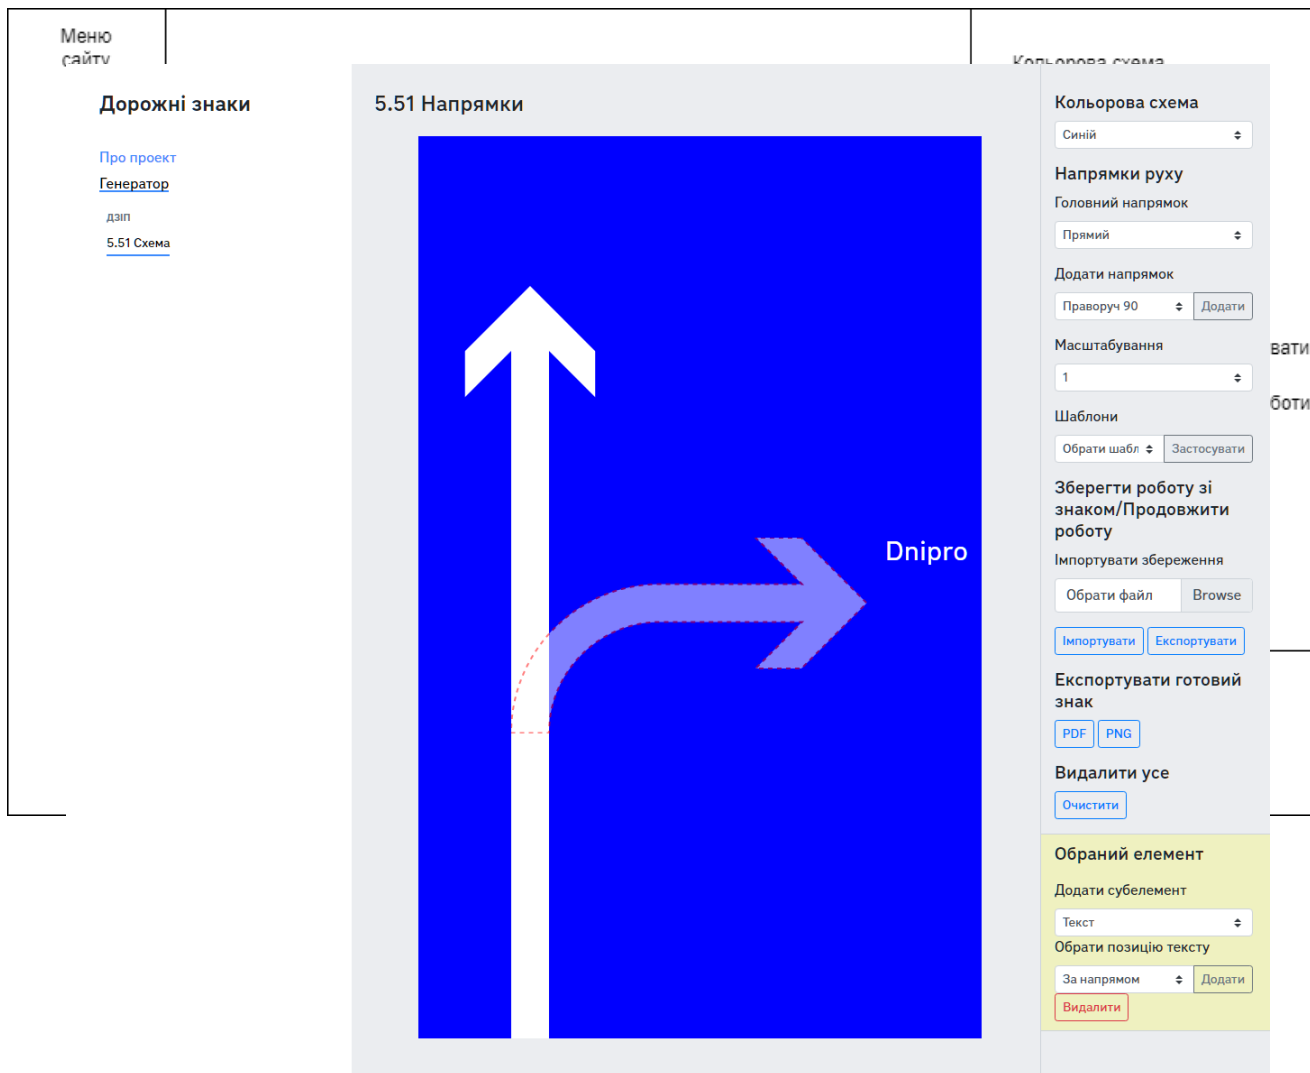 Меню
сайту
Кольорова схема
Дорожні знаки
Про проект
Генератор
дзіп
5.51 Схема
5.51 Напрямки
Dnipro
Кольорова схема
Синій
Напрямки руху
Головний напрямок
Прямий
Додати напрямок
Праворуч 90 Додати
Масштабування
1
Шаблони
Обрати шабл Застосувати
Зберегти роботу зі
знаком/Продовжити
роботу
Імпортувати збереження
Обрати файл Browse
Імпортувати Експортувати
Експортувати готовий
знак
PDF PNG
Видалити усе
Очистити
Обраний елемент
Додати субелемент
Текст
Обрати позицію тексту
За напрямом Додати
Видалити
вати
боти